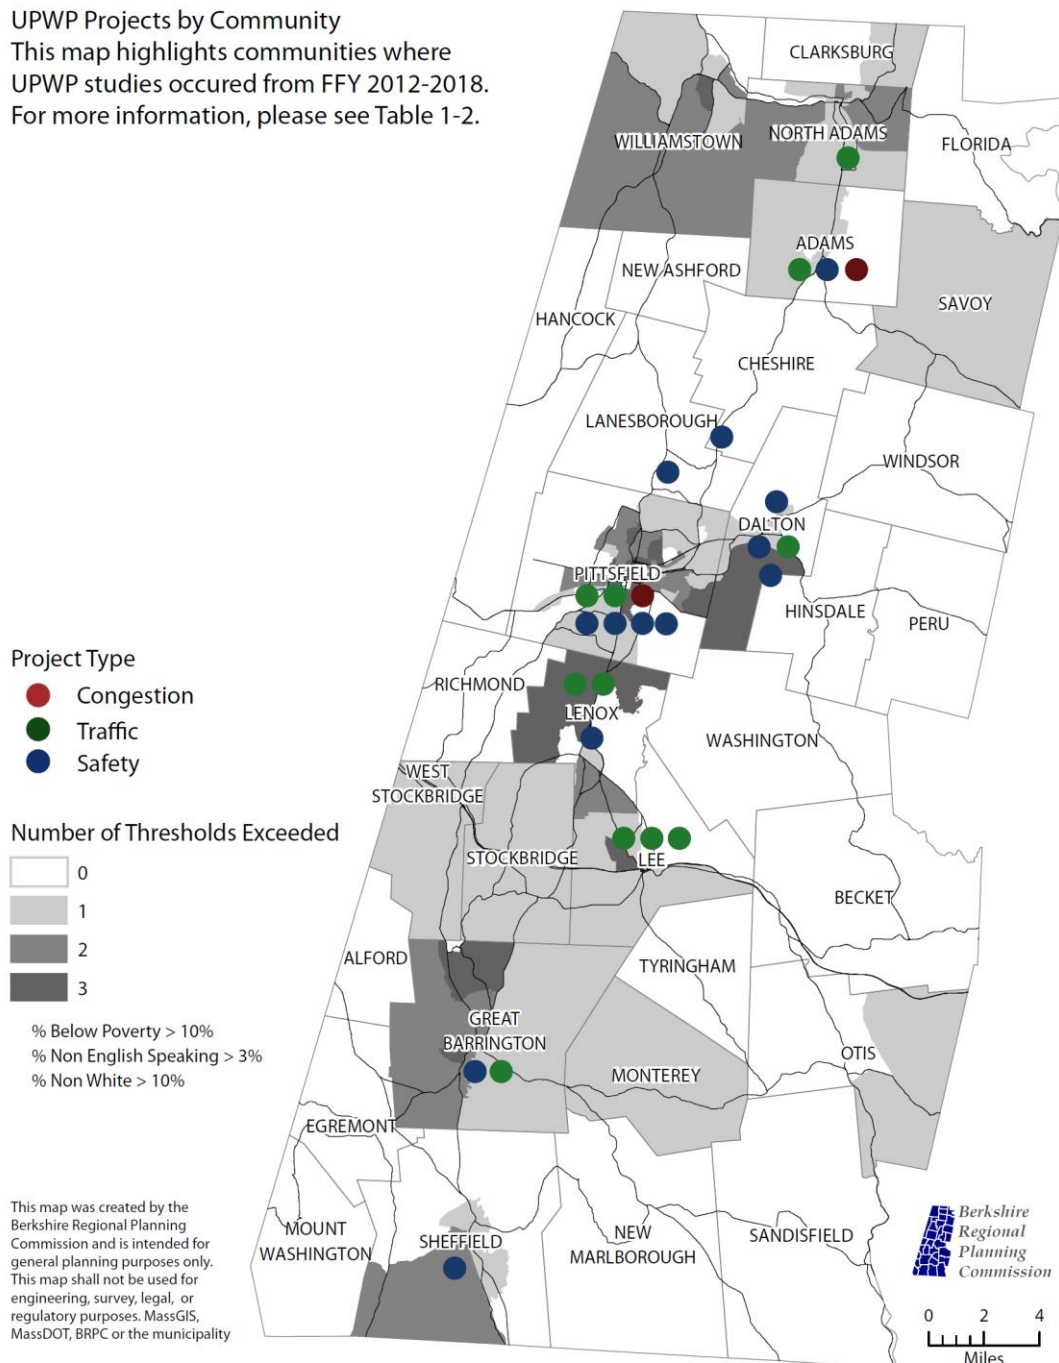 UPWP Projects by Community
This map highlights communities where
UPWP studies occured from FFY 2012-2018.
For more information, please see Table 1-2.
CLARKSBURG
WILLIAMSTOWN
NORTH ADAMS
FLORIDA
ADAMS
NEW ASHFORD
SAVOY
HANCOCK
CHESHIRE
LANESBOROUGH
WINDSOR
DALTON
PITTSFIELD
HINSDALE
PERU
RICHMOND
LENOX
WASHINGTON
WEST
STOCKBRIDGE
STOCKBRIDGE
LEE
BECKET
ALFORD
TYRINGHAM
GREAT
BARRINGTON
OTIS
MONTEREY
EGREMONT
MOUNT
WASHINGTON
SHEFFIELD
NEW
MARLBOROUGH
SANDISFIELD
Project Type
Congestion
Traffic
Safety
Number of Thresholds Exceeded
0
1
2
3
% Below Poverty > 10%
% Non English Speaking > 3%
% Non White > 10%
This map was created by the
Berkshire Regional Planning
Commission and is intended for
general planning purposes only.
This map shall not be used for
engineering, survey, legal, or
regulatory purposes. MassGIS,
MassDOT, BRPC or the municipality
Berkshire
Regional
Planning
Commission
0 2 4
Miles